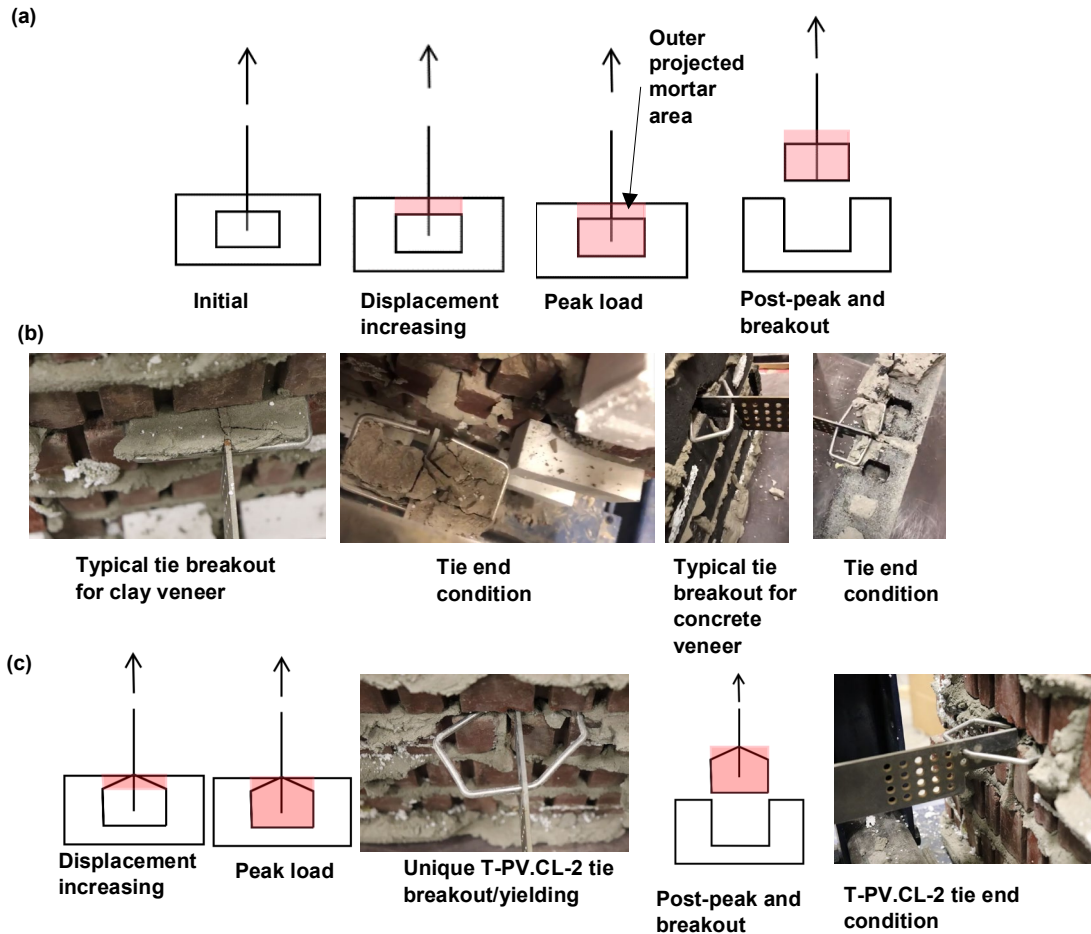 (a)
Outer
projected
mortar
area
Initial
Displacement
increasing
Peak load
Post-peak and
breakout
(b)
Typical tie breakout
for clay veneer
Tie end
condition
Typical tie
breakout for
concrete
veneer
Tie end
condition
(c)
Displacement
increasing
Peak load
Unique T-PV.CL-2 tie
breakout/yielding
Post-peak and
breakout
T-PV.CL-2 tie end
condition